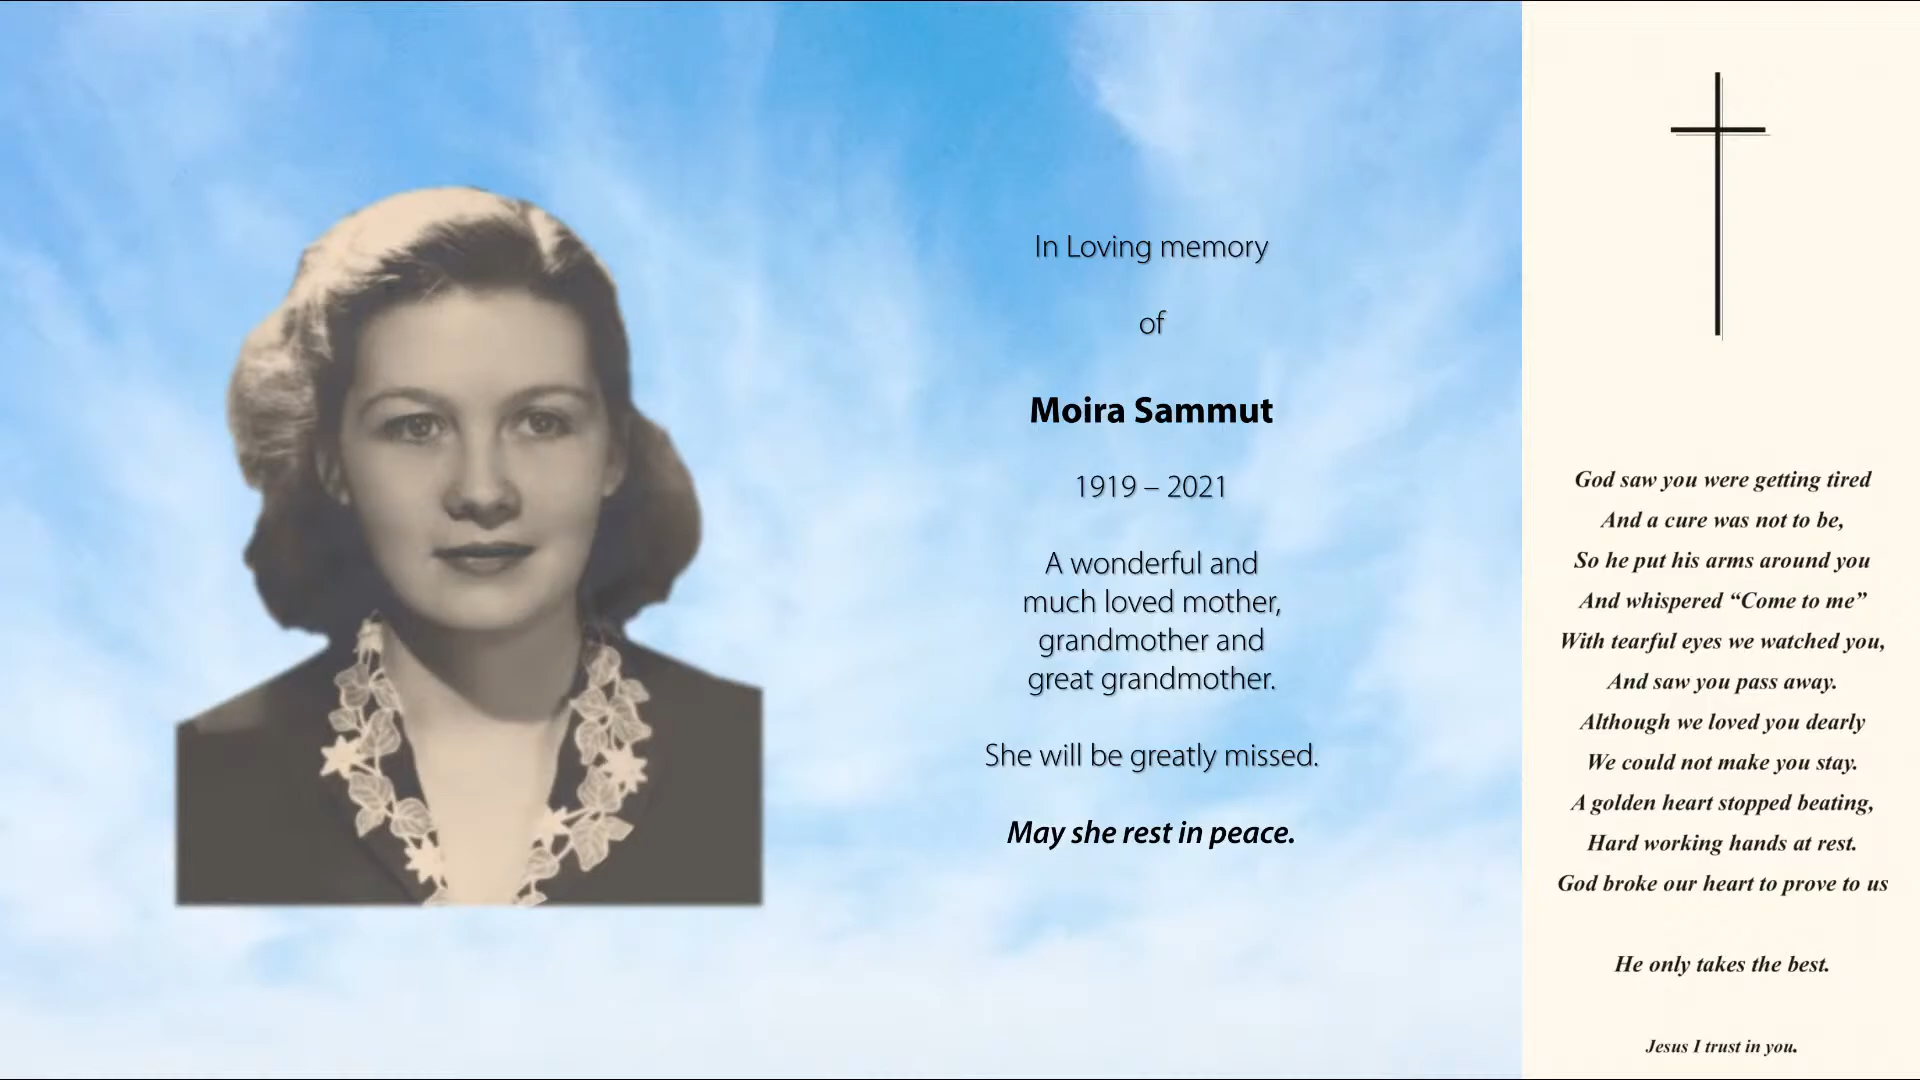 In Loving memory
of
Moira Sammut
1919 – 2021
A wonderful and
much loved mother,
grandmother and
great grandmother.
She will be greatly missed.
May she rest in peace.
God saw you were getting tired
And a cure was not to be,
So he put his arms around you
And whispered “Come to me”
With tearful eyes we watched you,
And saw you pass away.
Although we loved you dearly
We could not make you stay.
A golden heart stopped beating,
Hard working hands at rest.
God broke our heart to prove to us
He only takes the best.
Jesus I trust in you.